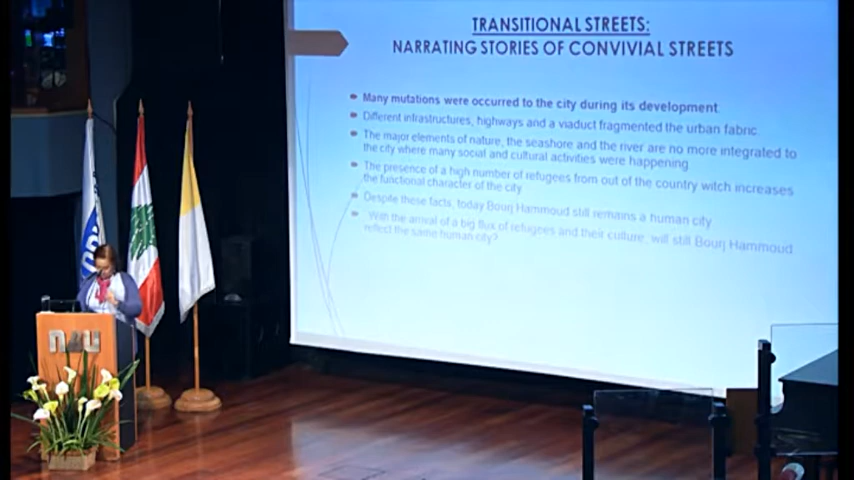 TRANSITIONAL STREETS:
NARRATING STORIES OF CONVIVIAL STREETS
Many mutations were occurred to the city during its development.
Different infrastructures, highways and a viaduct fragmented the urban fabric.
The major elements of nature, the seashore and the river are no more integrated to
the city where many social and cultural activities were happening.
The presence of a high number of refugees from out of the country witch increases
the functional character of the city.
Despite these facts, today Bourj Hammoud still remains a human city
With the arrival of a big flux of refugees and their culture, will still Bourj Hammoud
reflect the same human city?